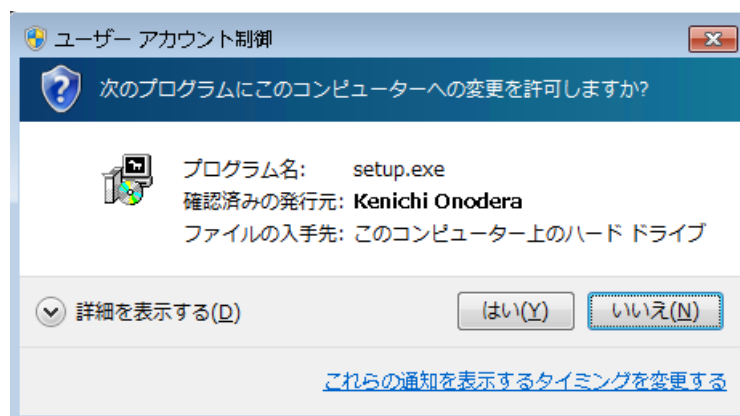 ユーザー アカウント制御
次のプログラムにこのコンピューターへの変更を許可しますか?
プログラム名: setup.exe
確認済みの発行元: Kenichi Onodera
ファイルの入手先: このコンピューター上のハード ドライブ
詳細を表示する(D) はい(Y) いいえ(N)
これらの通知を表示するタイミングを変更する